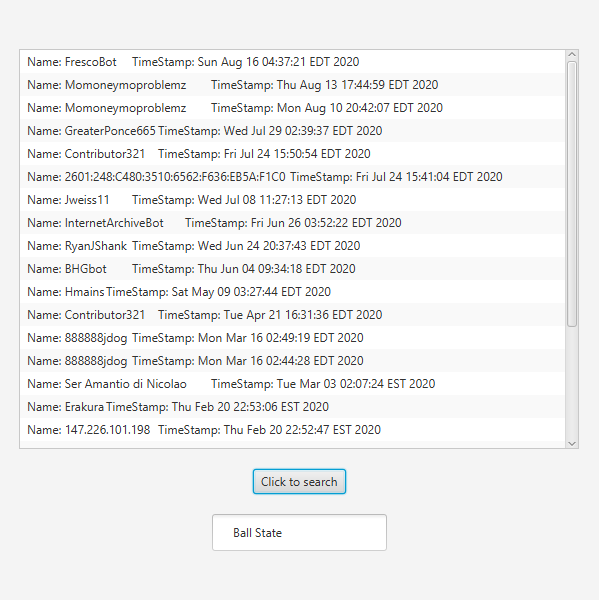 Name: FrescoBot TimeStamp: Sun Aug 16 04:37:21 EDT 2020
Name: Momoneymoproblemz TimeStamp: Thu Aug 13 17:44:59 EDT 2020
Name: Momoneymoproblemz TimeStamp: Mon Aug 10 20:42:07 EDT 2020
Name: GreaterPonce665 TimeStamp: Wed Jul 29 02:39:37 EDT 2020
Name: Contributor321 TimeStamp: Fri Jul 24 15:50:54 EDT 2020
Name: 2601:248:C480:3510:6562:F636:EB5A:F1C0 TimeStamp: Fri Jul 24 15:41:04 EDT 2020
Name: Jweiss11 TimeStamp: Wed Jul 08 11:27:13 EDT 2020
Name: InternetArchiveBot TimeStamp: Fri Jun 26 03:52:22 EDT 2020
Name: RyanJShank TimeStamp: Wed Jun 24 20:37:43 EDT 2020
Name: BHGbot TimeStamp: Thu Jun 04 09:34:18 EDT 2020
Name: Hmains TimeStamp: Sat May 09 03:27:44 EDT 2020
Name: Contributor321 TimeStamp: Tue Apr 21 16:31:36 EDT 2020
Name: 888888jdog TimeStamp: Mon Mar 16 02:49:19 EDT 2020
Name: 888888jdog TimeStamp: Mon Mar 16 02:44:28 EDT 2020
Name: Ser Amantio di Nicolao TimeStamp: Tue Mar 03 02:07:24 EST 2020
Name: Erakura TimeStamp: Thu Feb 20 22:53:06 EST 2020
Name: 147.226.101.198 TimeStamp: Thu Feb 20 22:52:47 EST 2020
Click to search
Ball State